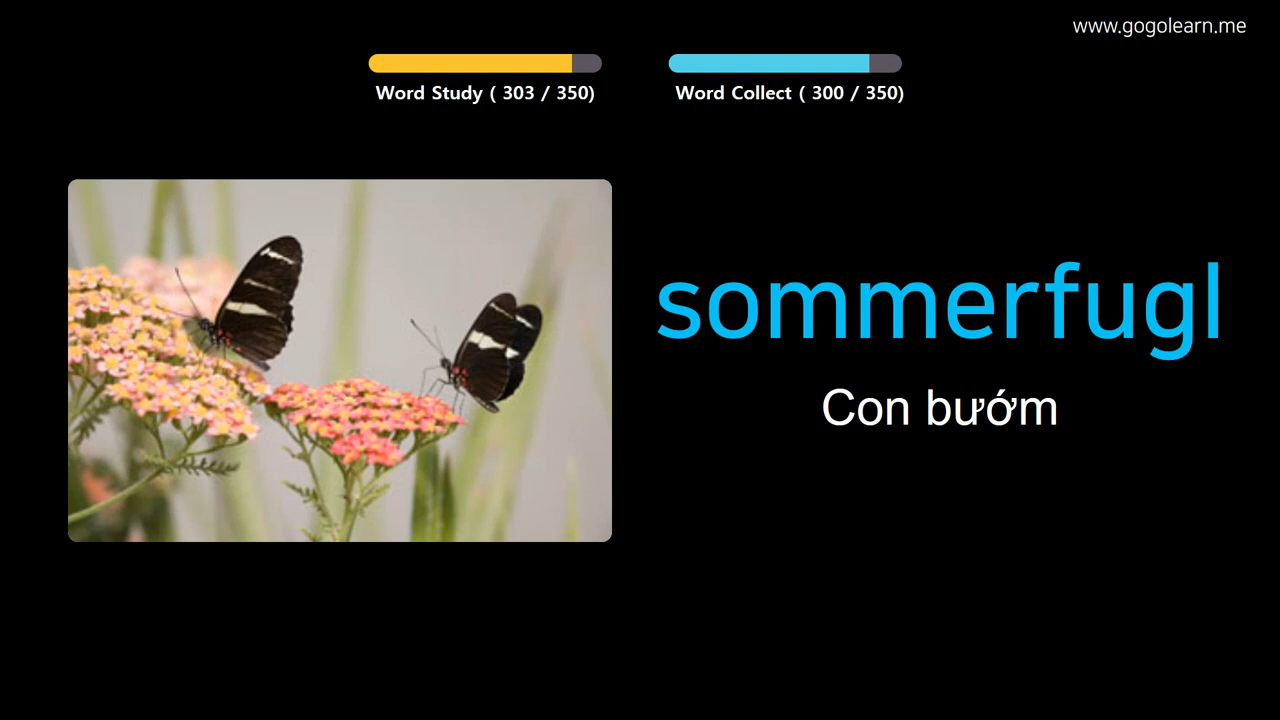 www.gogolearn.me
Word Study ( 303 / 350)
Word Collect ( 300 / 350)
sommerfugl
Con bướm